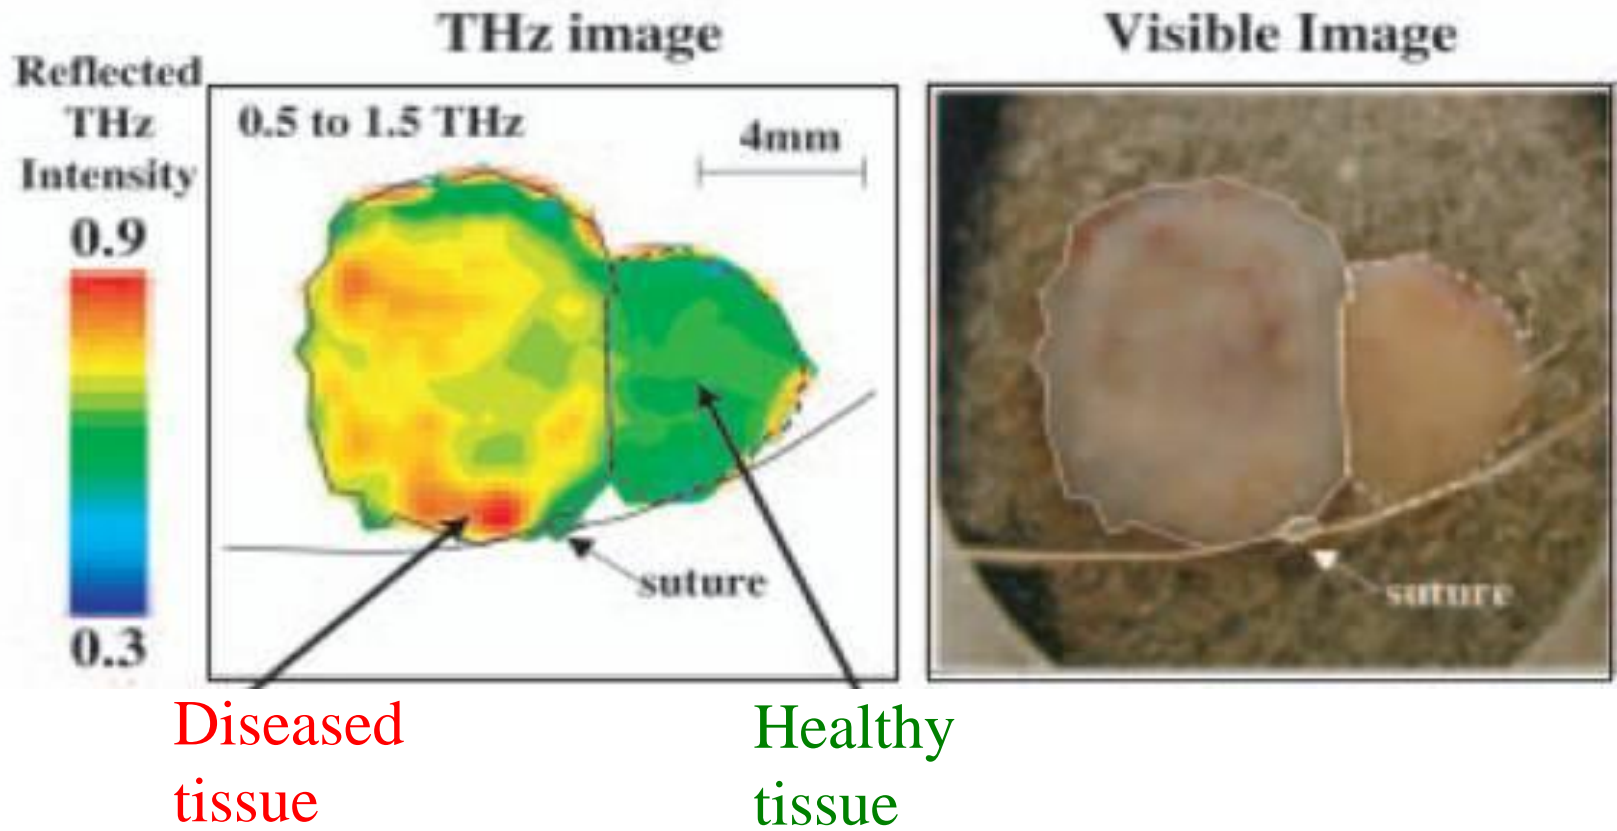 THz image
Visible Image
Reflected
THz
Intensity
0.9
0.3
0.5 to 1.5 THz
4mm
suture
suture
Diseased
tissue
Healthy
tissue